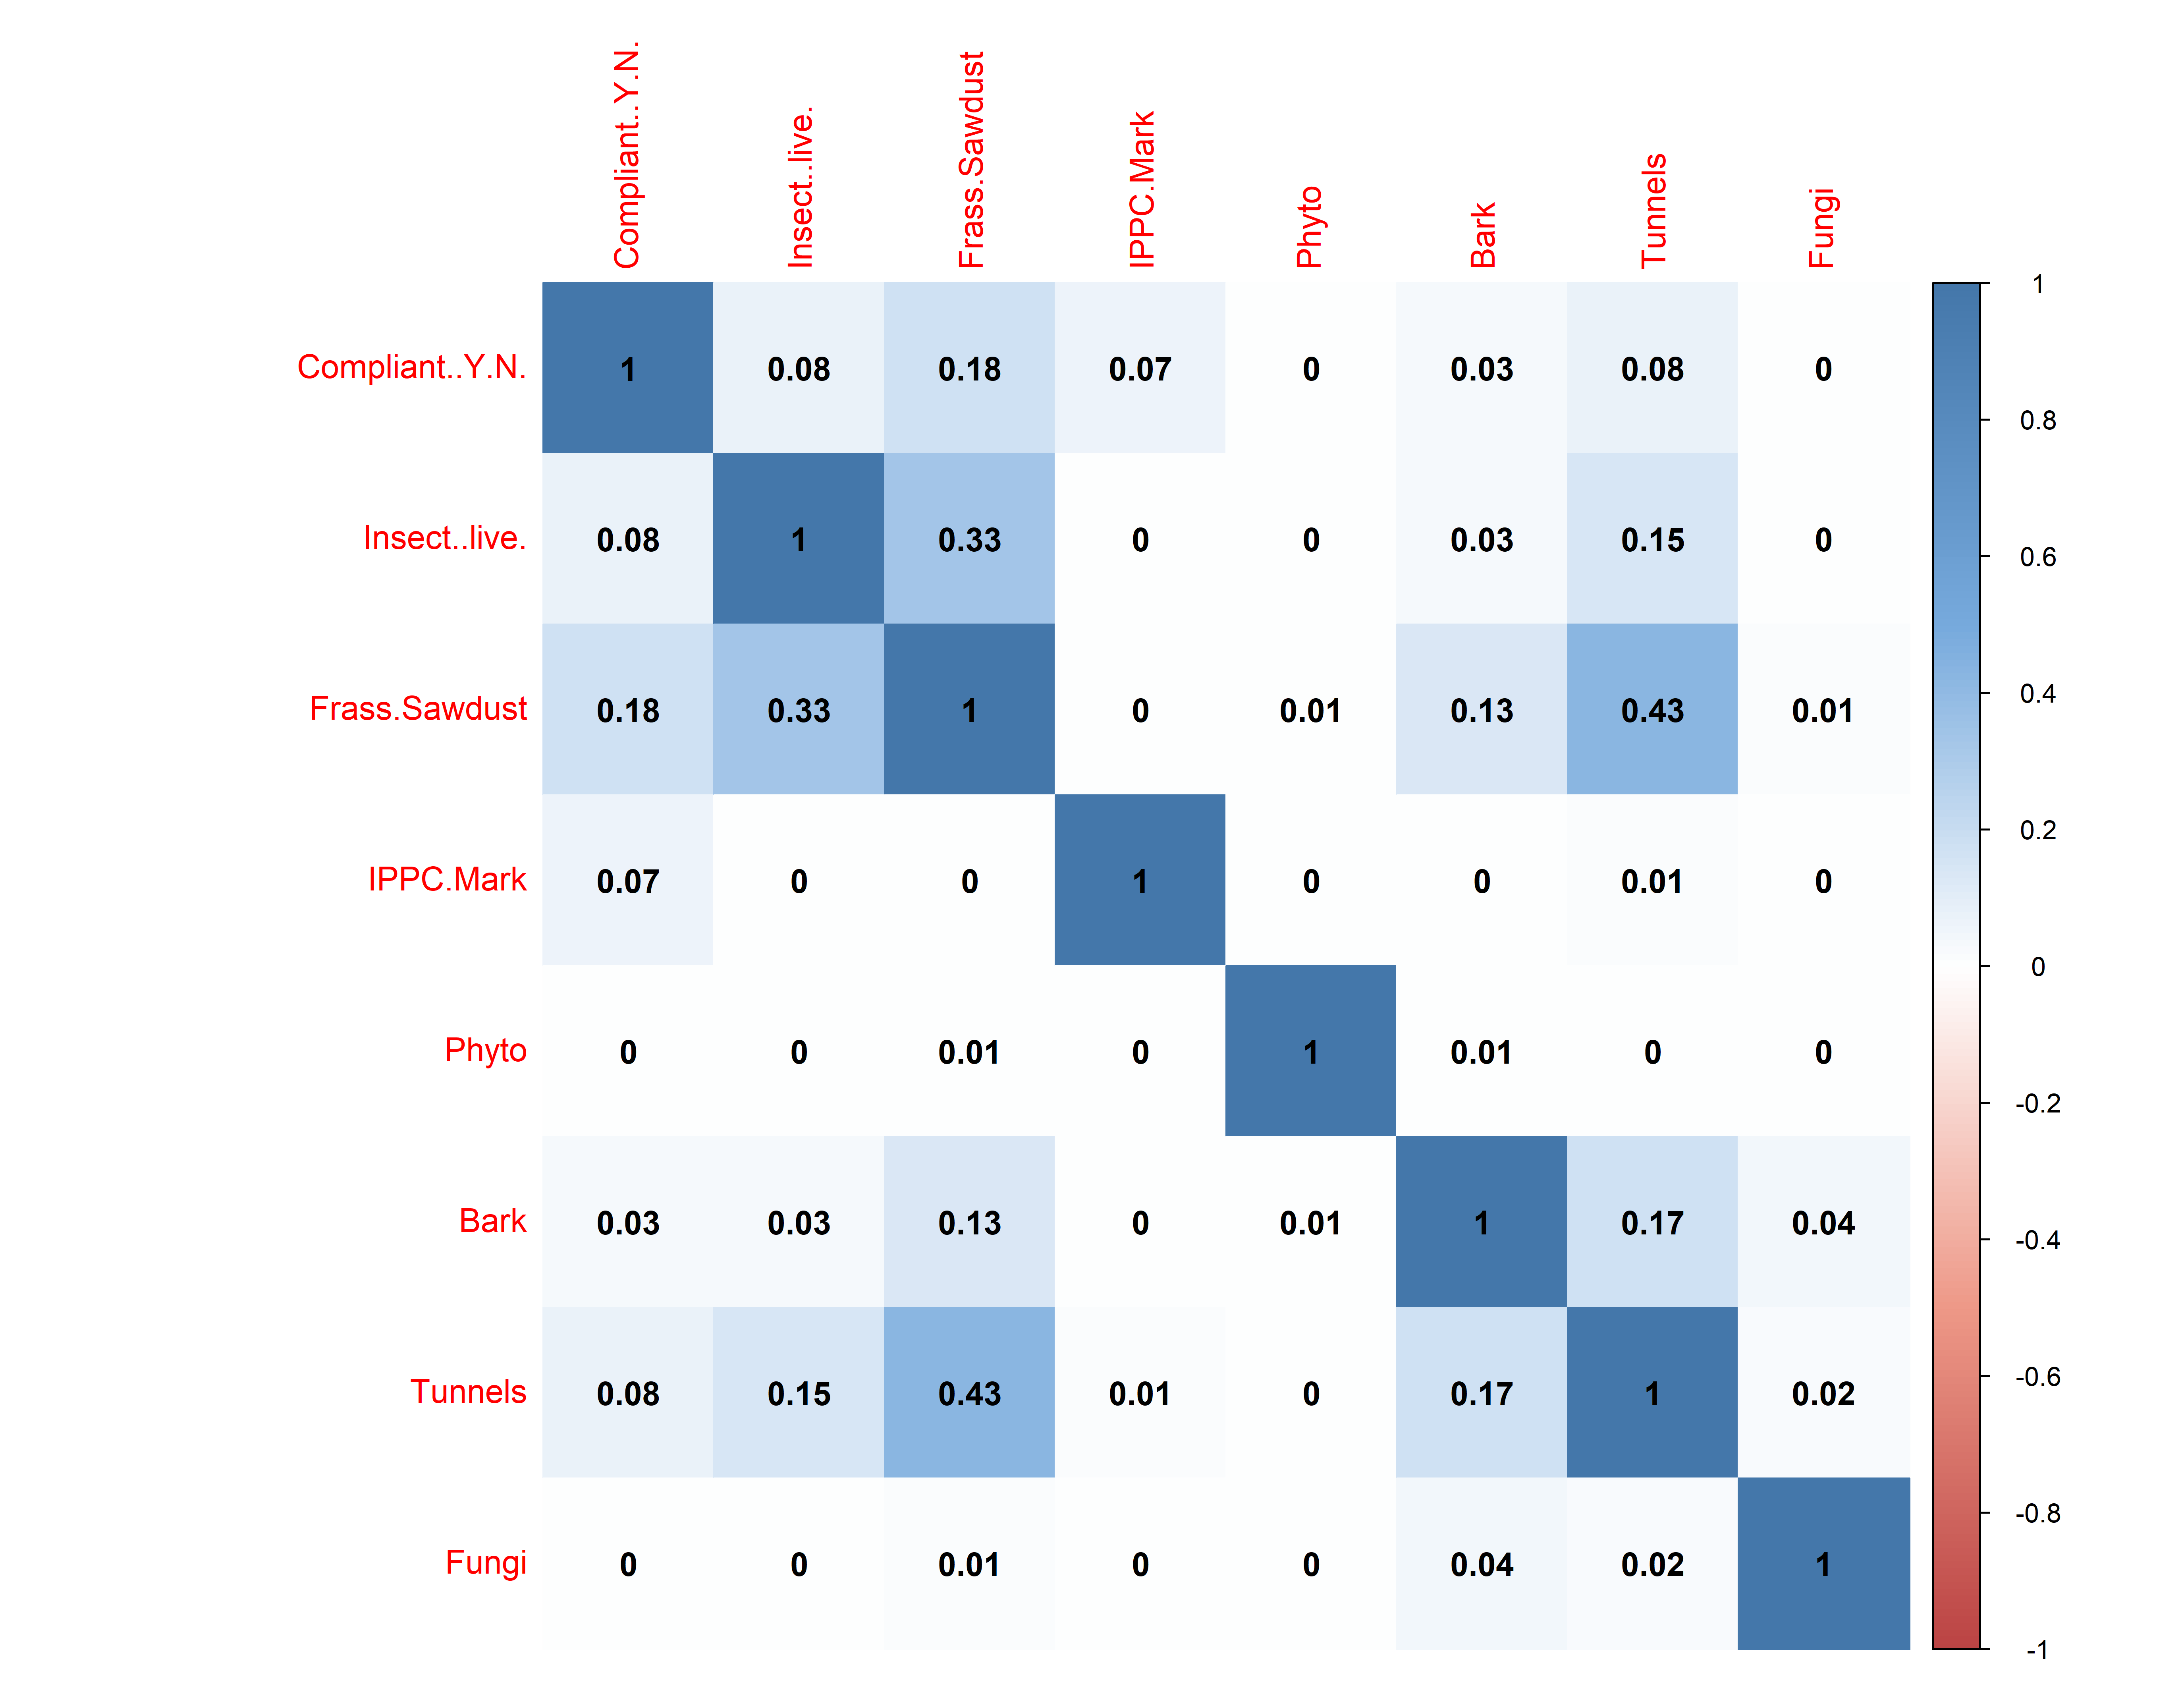 Compliant..Y.N. Insect..live. Frass.Sawdust IPPC.Mark Phyto Bark Tunnels Fungi
Compliant..Y.N. 1 0.08 0.18 0.07 0 0.03 0.08 0
Insect..live. 0.08 1 0.33 0 0 0.03 0.15 0
Frass.Sawdust 0.18 0.33 1 0 0.01 0.13 0.43 0.01
IPPC.Mark 0.07 0 0 1 0 0 0.01 0
Phyto 0 0 0.01 0 1 0.01 0 0
Bark 0.03 0.03 0.13 0 0.01 1 0.17 0.04
Tunnels 0.08 0.15 0.43 0.01 0 0.17 1 0.02
Fungi 0 0 0.01 0 0 0.04 0.02 1
1
0.8
0.6
0.4
0.2
0
-0.2
-0.4
-0.6
-0.8
-1